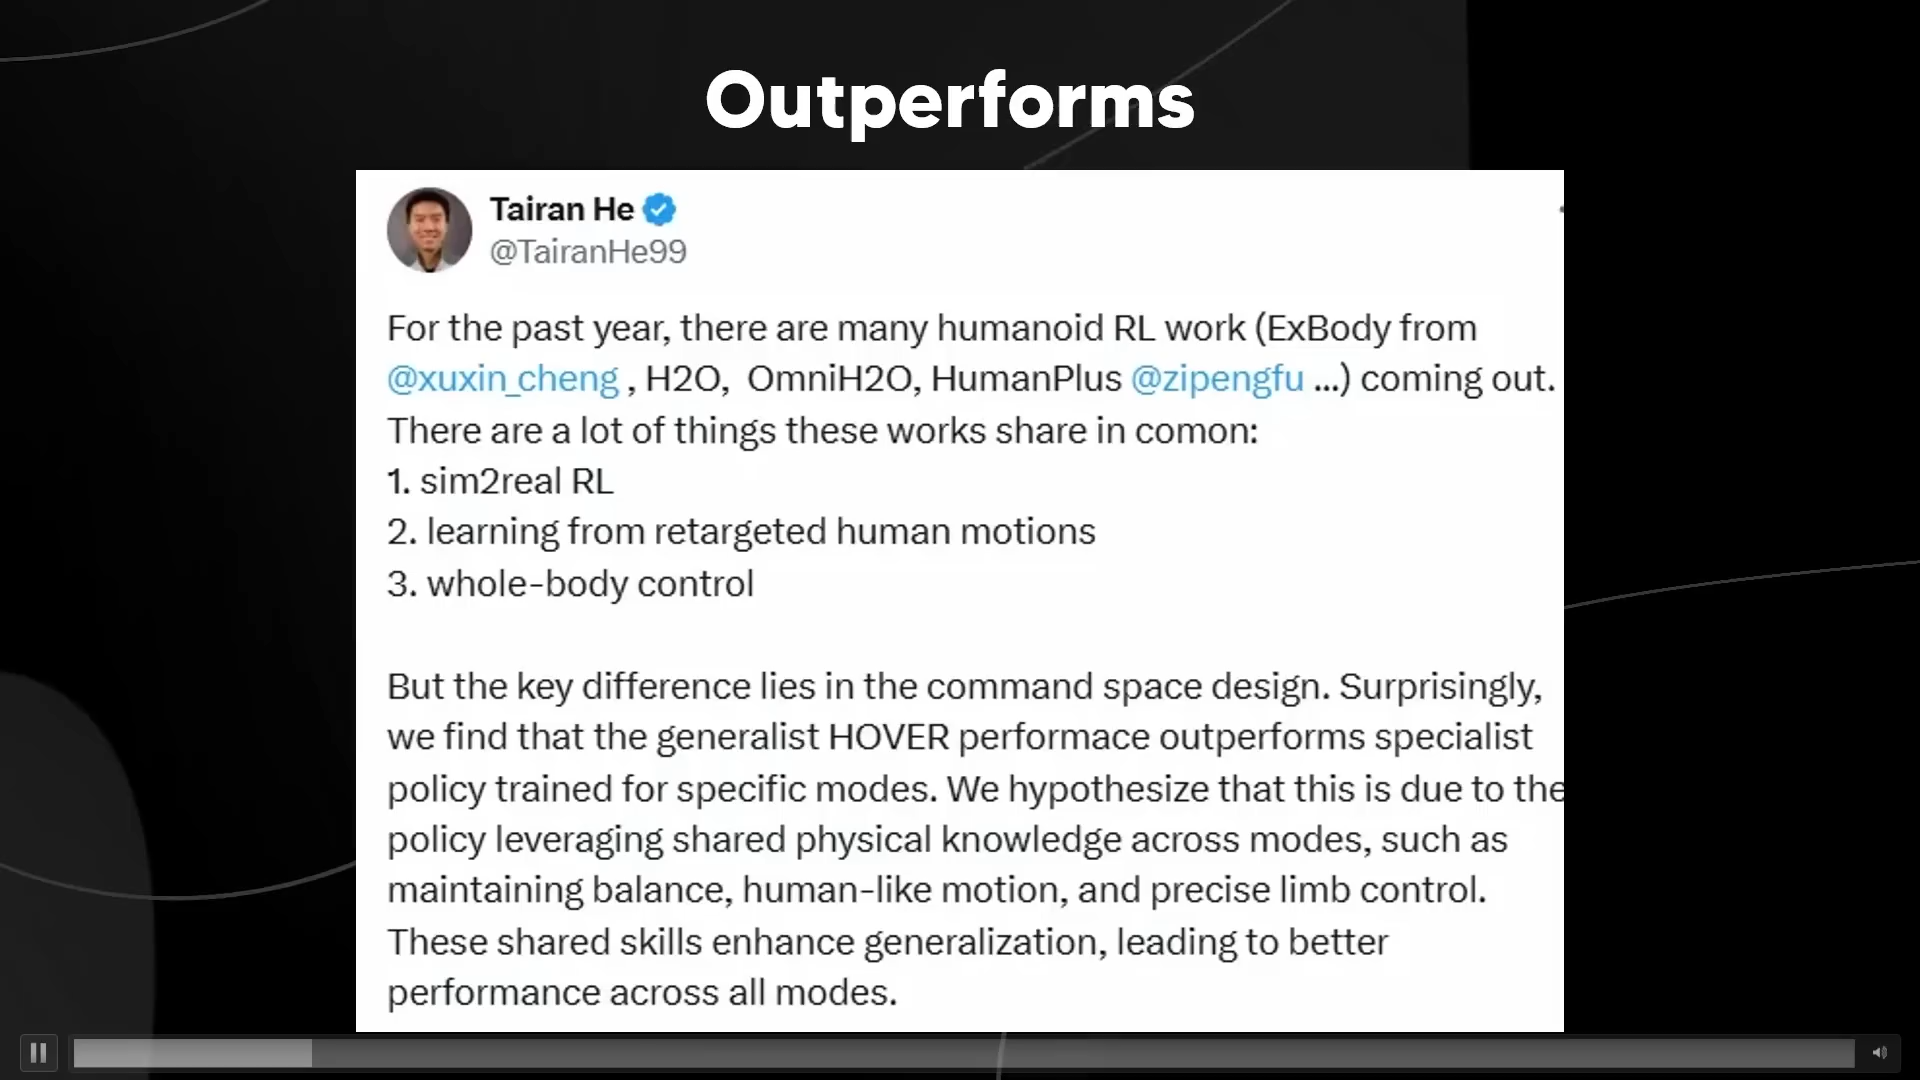 Outperforms
Tairan He
@TairanHe99
For the past year, there are many humanoid RL work (ExBody from
@xuxin_cheng , H2O, OmniH2O, HumanPlus @zipengfu ...) coming out.
There are a lot of things these works share in comon:
1. sim2real RL
2. learning from retargeted human motions
3. whole-body control
But the key difference lies in the command space design. Surprisingly,
we find that the generalist HOVER performace outperforms specialist
policy trained for specific modes. We hypothesize that this is due to the
policy leveraging shared physical knowledge across modes, such as
maintaining balance, human-like motion, and precise limb control.
These shared skills enhance generalization, leading to better
performance across all modes.